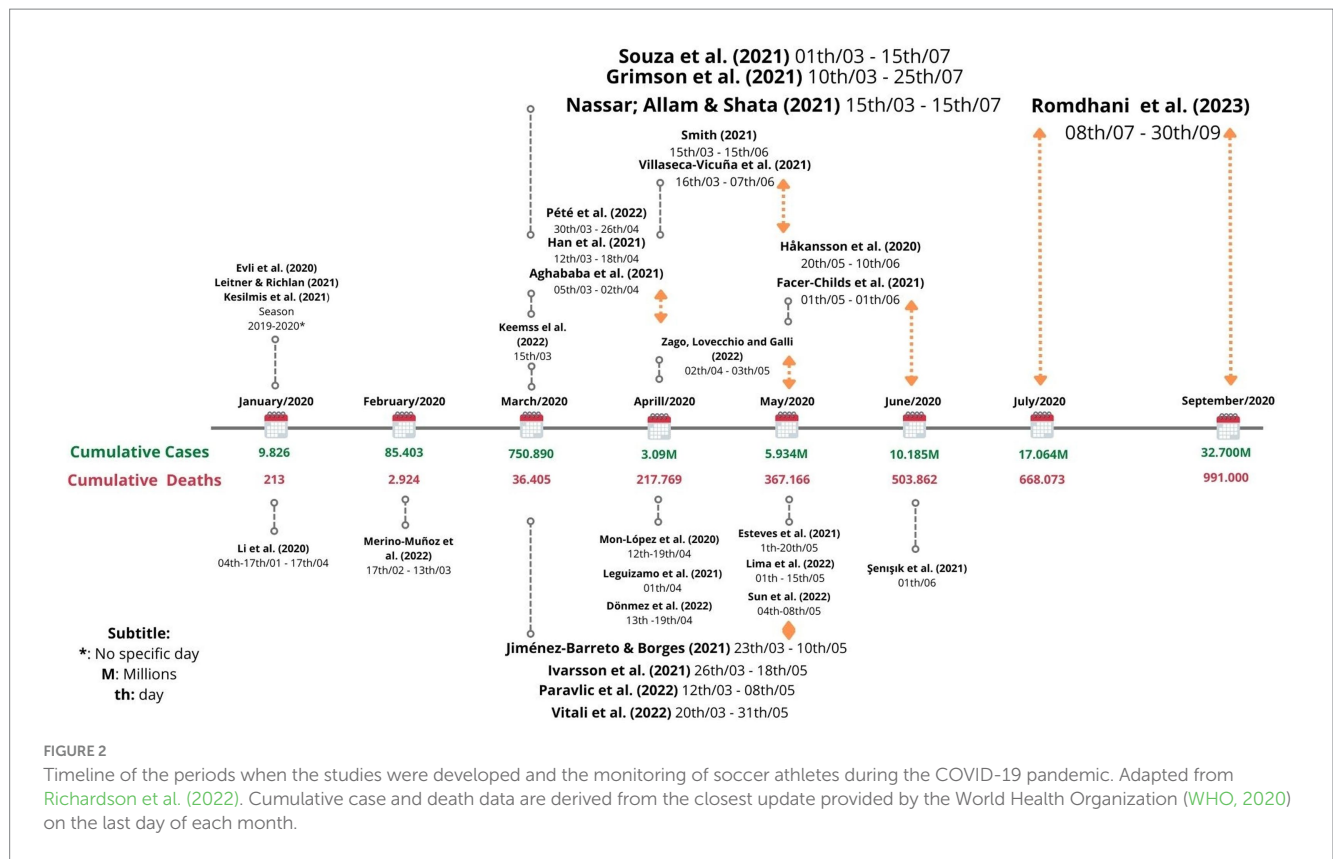 Souza et al. (2021) 01th/03 - 15th/07
Grimson et al. (2021) 10th/03 - 25th/07
Nassar; Allam & Shata (2021) 15th/03 - 15th/07
Romdhani et al. (2023)
08th/07 - 30th/09
Smith (2021)
15th/03 - 15th/06
Villaseca-Vicuña et al. (2021)
16th/03 - 07th/06
Pété et al. (2022)
30th/03 - 26th/04
Han et al. (2021)
12th/03 - 18th/04
Aghababa et al. (2021)
05th/03 - 02th/04
Håkansson et al. (2020)
20th/05 - 10th/06
Facer-Childs et al. (2021)
01th/05 - 01th/06
Evli et al. (2020)
Leitner & Richlan (2021)
Kesilmis et al. (2021)
Season
2019-2020*
Keemss el al.
(2022)
15th/03
Zago, Lovecchio and Galli
(2022)
02th/04 - 03th/05
January/2020 February/2020 March/2020 Aprill/2020 May/2020 June/2020 July/2020 September/2020
Cumulative Cases 9.826 85.403 750.890 3.09M 5.934M 10.185M 17.064M 32.700M
Cumulative Deaths 213 2.924 36.405 217.769 367.166 503.862 668.073 991.000
Li et al. (2020)
04th-17th/01 - 17th/04
Merino-Muñoz et
al. (2022)
17th/02 - 13th/03
Mon-López et al. (2020)
12th-19th/04
Leguizamo et al. (2021)
01th/04
Dönmez et al. (2022)
13th -19th/04
Esteves et al. (2021)
1th-20th/05
Lima et al. (2022)
01th - 15th/05
Sun et al. (2022)
04th-08th/05
Şenışık et al. (2021)
01th/06
Jiménez-Barreto & Borges (2021) 23th/03 - 10th/05
Ivarsson et al. (2021) 26th/03 - 18th/05
Paravlic et al. (2022) 12th/03 - 08th/05
Vitali et al. (2022) 20th/03 - 31th/05
Subtitle:
*: No specific day
M: Millions
th: day
FIGURE 2
Timeline of the periods when the studies were developed and the monitoring of soccer athletes during the COVID-19 pandemic. Adapted from
Richardson et al. (2022). Cumulative case and death data are derived from the closest update provided by the World Health Organization (WHO, 2020)
on the last day of each month.